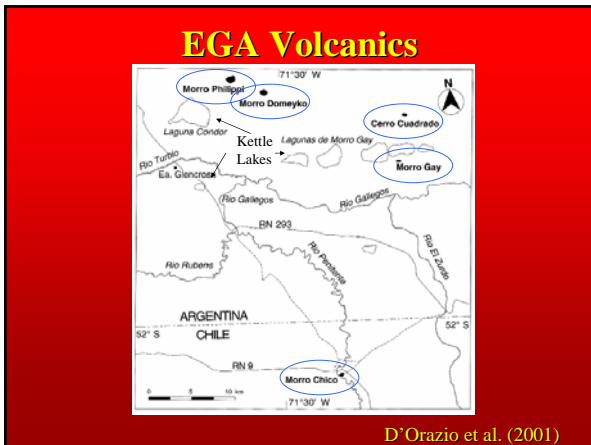 EGA Volcanics
71°30' W
N
Morro Philippi
Morro Domeyko
Cerro Cuadrado
Laguna Condor
Kettle
Lakes
Lagunas de Morro Gay
Rio Turbio
Morro Gay
Ea. Glencross
Rio Gallegos
Rio Gallegos
RN 293
Rio Penitente
Rio El Zurdo
Rio Rubens
ARGENTINA
52° S
52° S
CHILE
RN 9
Morro Chico
0 5 10 km
71°30' W
D'Orazio et al. (2001)